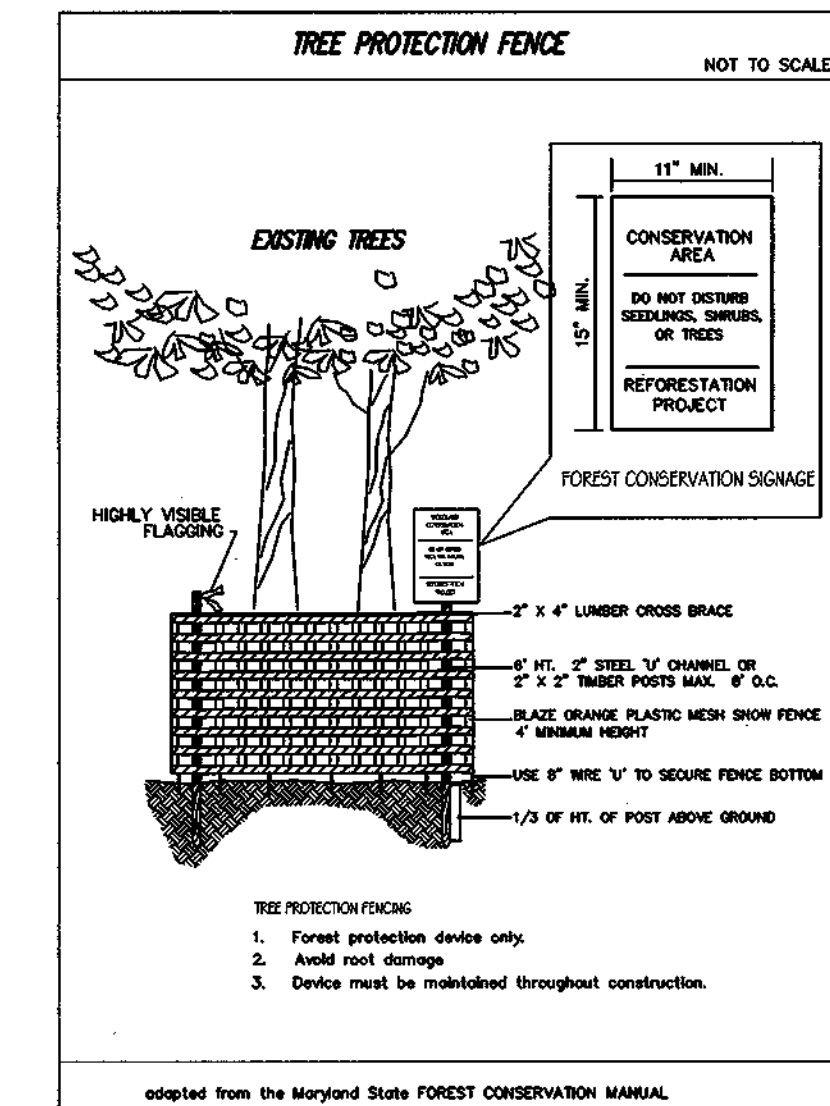 TREE PROTECTION FENCE
NOT TO SCALE
11" MIN.
15" MIN.
CONSERVATION
AREA
DO NOT DISTURB
SEEDLINGS, SHRUBS,
OR TREES
REFORESTATION
PROJECT
FOREST CONSERVATION SIGNAGE
EXISTING TREES
HIGHLY VISIBLE
FLAGGING
2" X 4" LUMBER CROSS BRACE
6' HT. 2" STEEL 'U' CHANNEL OR
2" X 2" TIMBER POSTS MAX. 8' O.C.
BLAZE ORANGE PLASTIC MESH SNOW FENCE
4' MINIMUM HEIGHT
USE 8" WIRE 'U' TO SECURE FENCE BOTTOM
1/3 OF HT. OF POST ABOVE GROUND
TREE PROTECTION FENCING
1. Forest protection device only.
2. Avoid root damage
3. Device must be maintained throughout construction.
adapted from the Maryland State FOREST CONSERVATION MANUAL